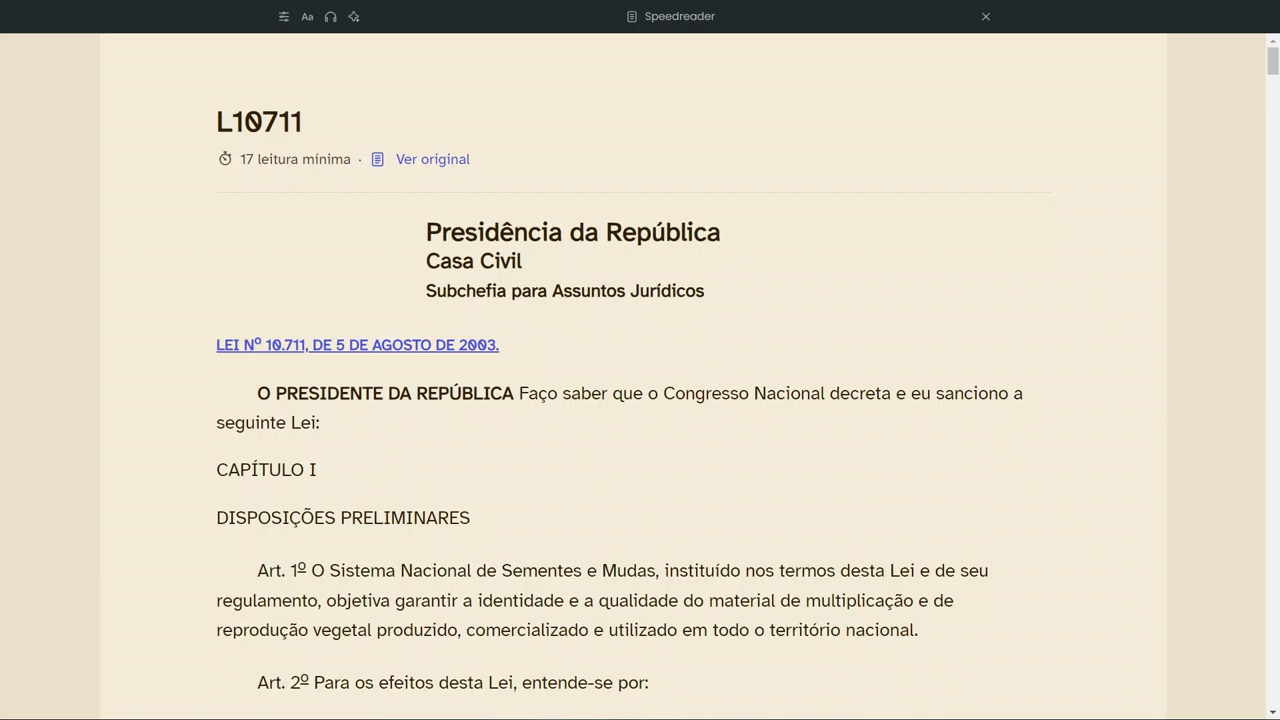 Aa
Speedreader
L10711
17 leitura mínima · Ver original
Presidência da República
Casa Civil
Subchefia para Assuntos Jurídicos
LEI Nº 10.711, DE 5 DE AGOSTO DE 2003.
O PRESIDENTE DA REPÚBLICA Faço saber que o Congresso Nacional decreta e eu sanciono a
seguinte Lei:
CAPÍTULO I
DISPOSIÇÕES PRELIMINARES
Art. 1º O Sistema Nacional de Sementes e Mudas, instituído nos termos desta Lei e de seu
regulamento, objetiva garantir a identidade e a qualidade do material de multiplicação e de
reprodução vegetal produzido, comercializado e utilizado em todo o território nacional.
Art. 2º Para os efeitos desta Lei, entende-se por: